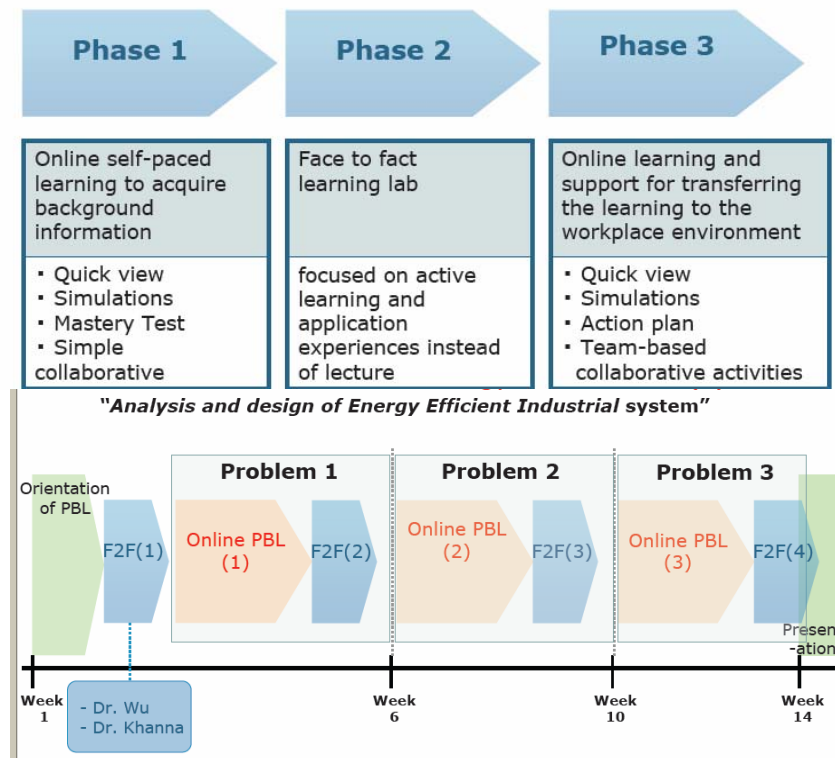 Phase 1
Phase 2
Phase 3
Online self-paced
learning to acquire
background
information
▪ Quick view
▪ Simulations
▪ Mastery Test
▪ Simple
collaborative
Face to fact
learning lab
focused on active
learning and
application
experiences instead
of lecture
Online learning and
support for transferring
the learning to the
workplace environment
▪ Quick view
▪ Simulations
▪ Action plan
▪ Team-based
collaborative activities
“Analysis and design of Energy Efficient Industrial system”
Orientation
of PBL
F2F(1)
Problem 1
Online PBL
(1)
F2F(2)
Problem 2
Online PBL
(2)
F2F(3)
Problem 3
Online PBL
(3)
F2F(4)
Presen
-ation
Week
1
- Dr. Wu
- Dr. Khanna
Week
6
Week
10
Week
14